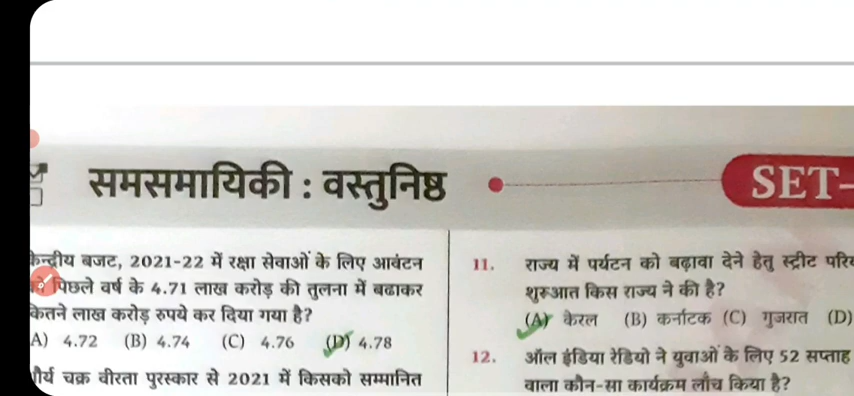 समसमायिकी : वस्तुनिष्ठ
SET-
केन्द्रीय बजट, 2021-22 में रक्षा सेवाओं के लिए आवंटन
पिछले वर्ष के 4.71 लाख करोड़ की तुलना में बढाकर
कितने लाख करोड़ रुपये कर दिया गया है?
A) 4.72 (B) 4.74 (C) 4.76 (D) 4.78
शौर्य चक्र वीरता पुरस्कार से 2021 में किसको सम्मानित
11. राज्य में पर्यटन को बढ़ावा देने हेतु स्ट्रीट
शुरूआत किस राज्य ने की है?
(A) केरल (B) कर्नाटक (C) गुजरात (D)
12. ऑल इंडिया रेडियो ने युवाओं के लिए 52 सप्ताह
वाला कौन-सा कार्यक्रम लॉंच किया है?